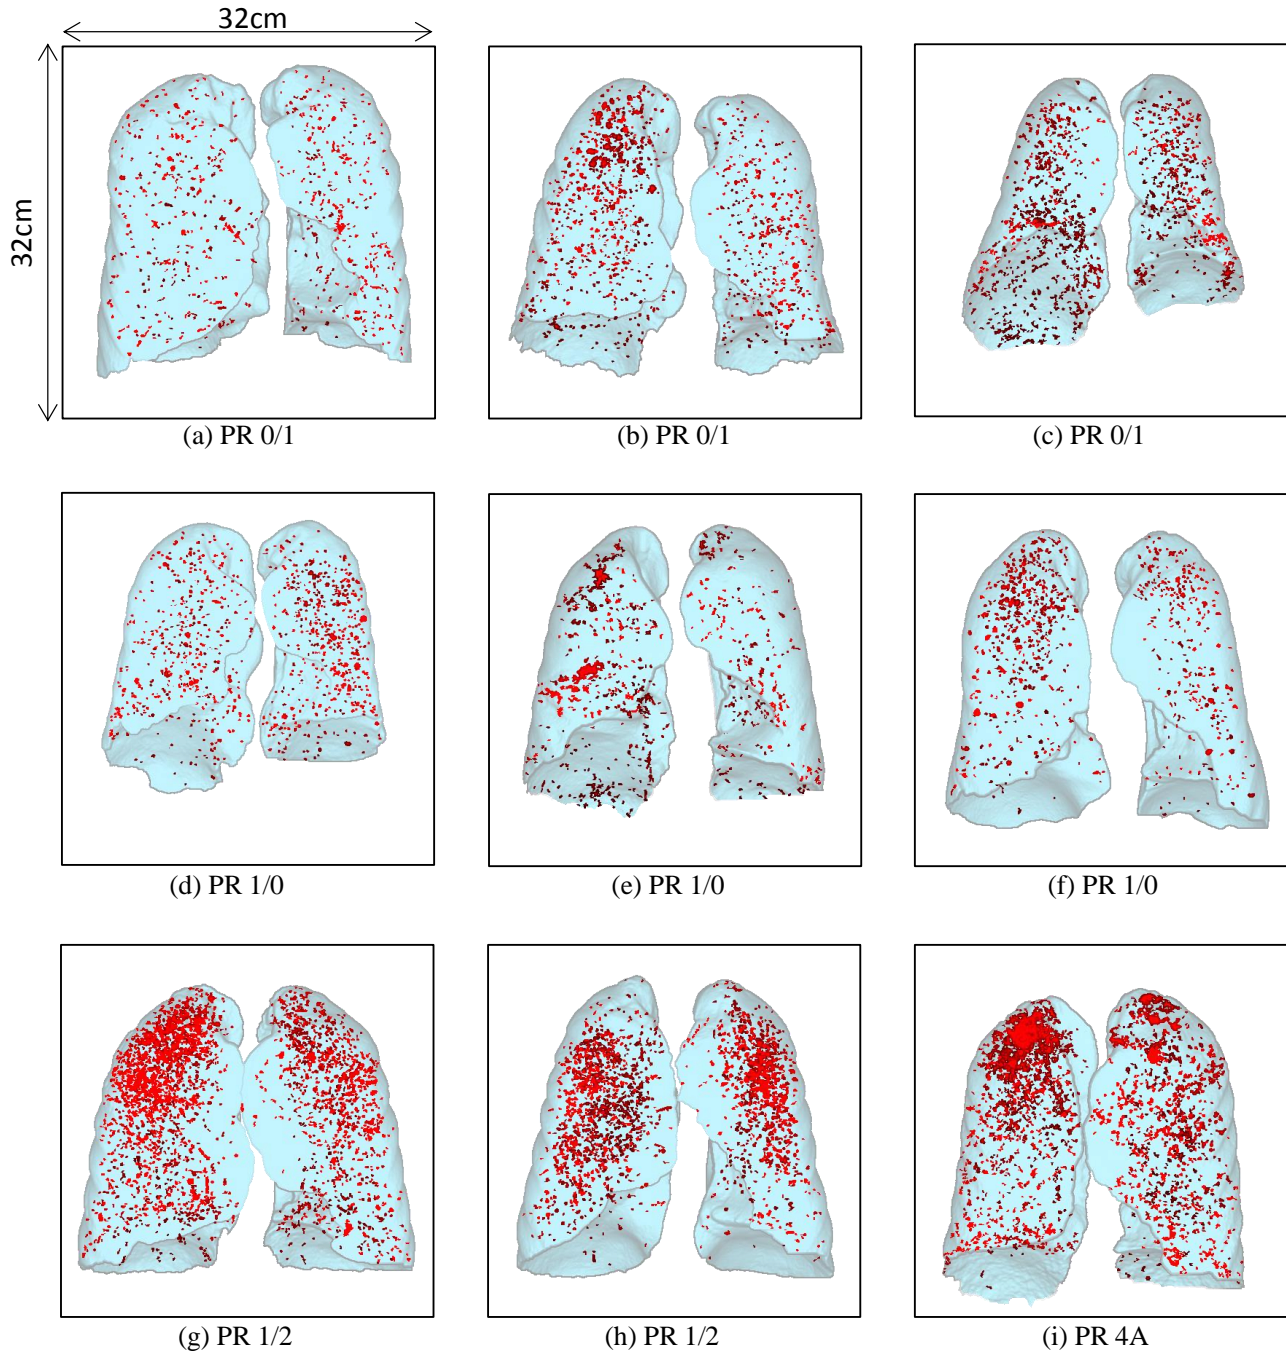 32cm
32cm
(a) PR 0/1
(b) PR 0/1
(c) PR 0/1
(d) PR 1/0
(e) PR 1/0
(f) PR 1/0
(g) PR 1/2
(h) PR 1/2
(i) PR 4A